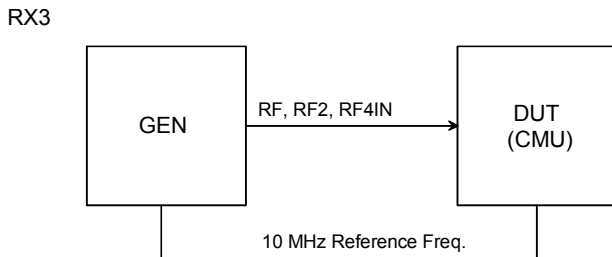 RX3
GEN
RF, RF2, RF4IN
DUT
(CMU)
10 MHz Reference Freq.